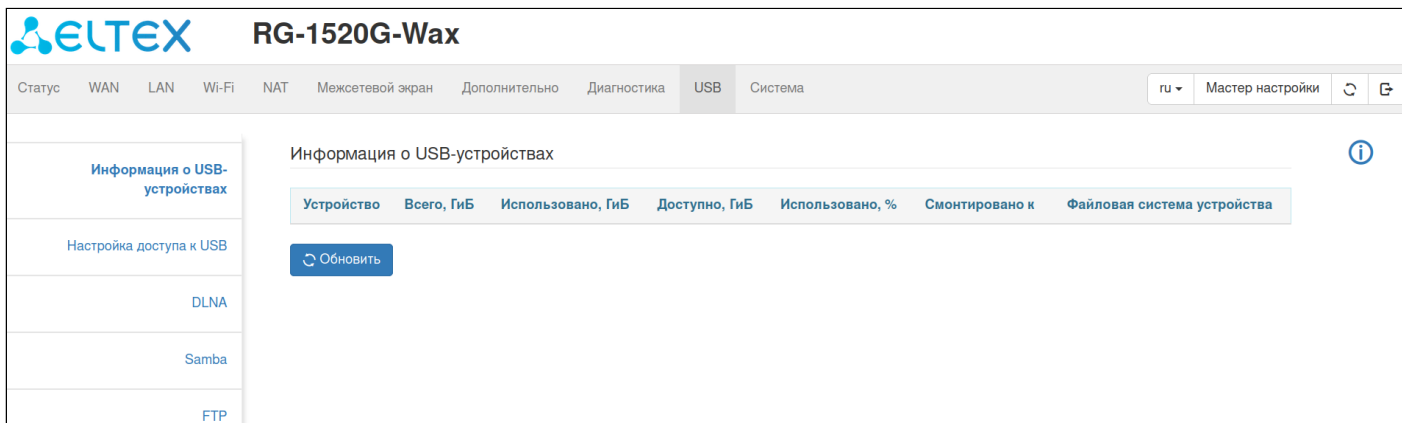 ELTEX RG-1520G-Wax
Статус WAN LAN Wi-Fi NAT Межсетевой экран Дополнительно Диагностика USB Система ru Мастер настройки
Информация о USB-
устройствах
Настройка доступа к USB
DLNA
Samba
FTP
Информация о USB-устройствах
Устройство Всего, ГиБ Использовано, ГиБ Доступно, ГиБ Использовано, % Смонтировано к Файловая система устройства
Обновить